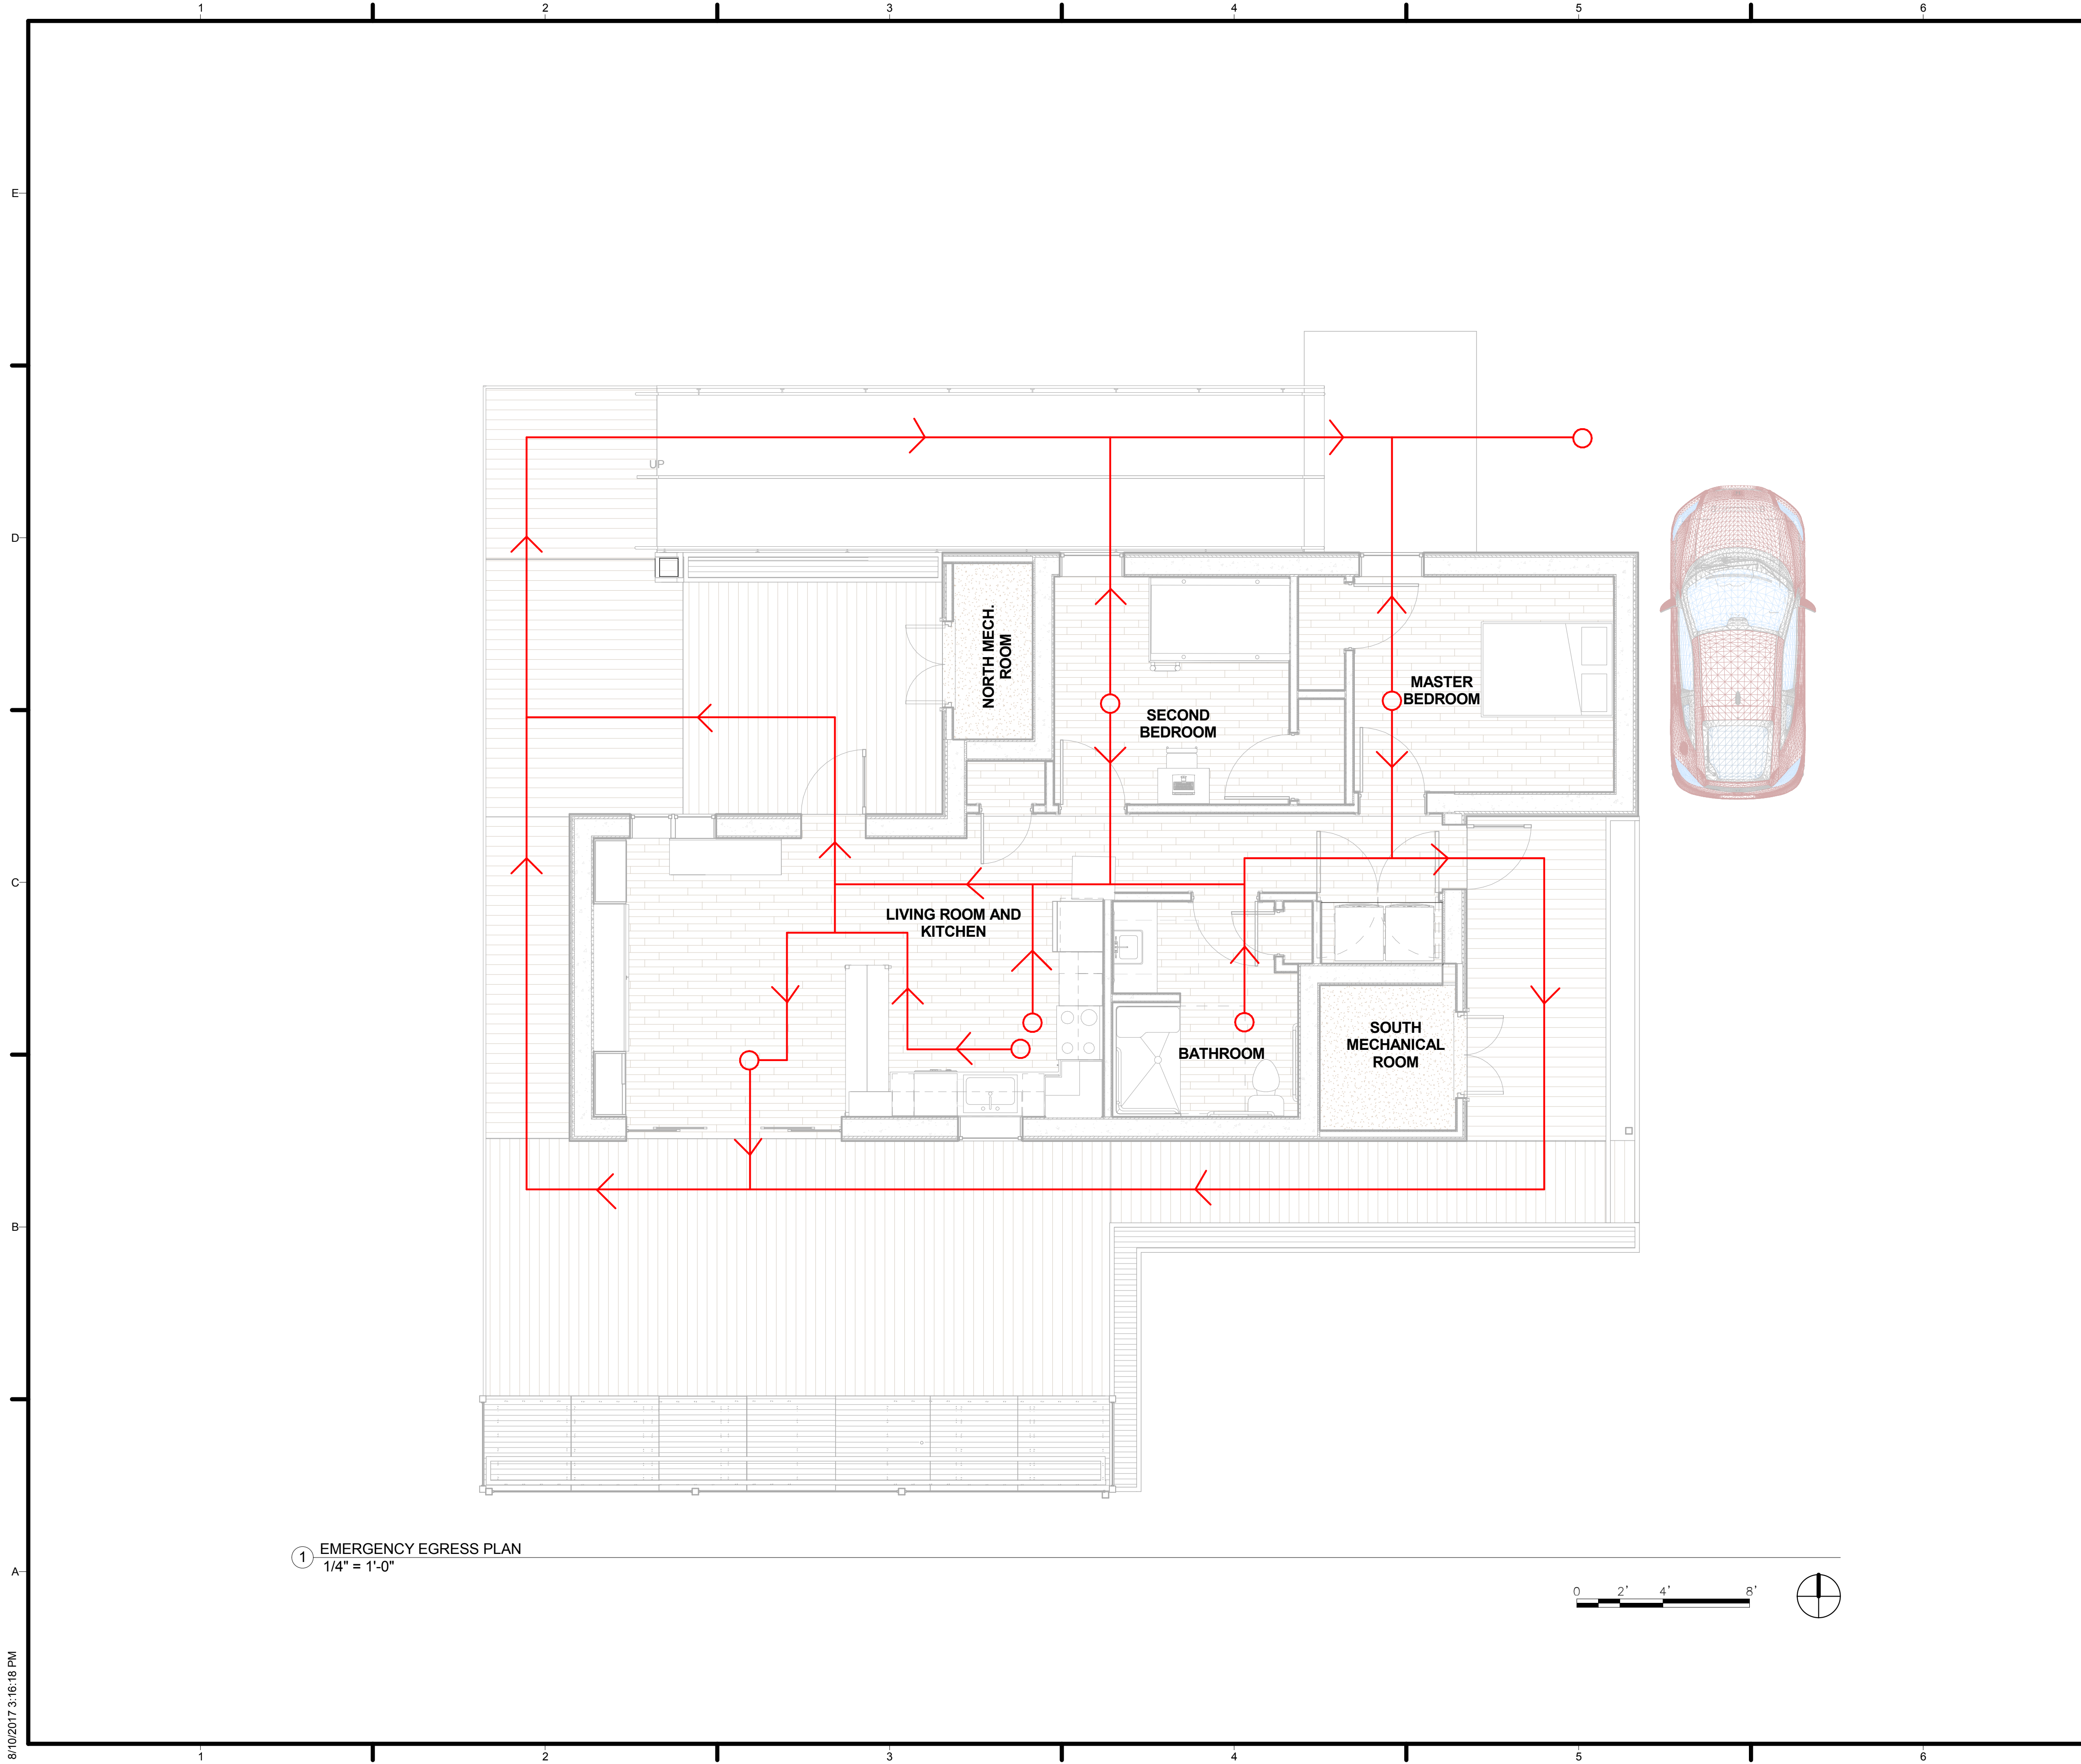 1 2 3 4 5 6
E
D
C
B
A
UP
NORTH MECH.
ROOM
SECOND
BEDROOM
MASTER
BEDROOM
LIVING ROOM AND
KITCHEN
BATHROOM
SOUTH
MECHANICAL
ROOM
1 EMERGENCY EGRESS PLAN
1/4" = 1'-0"
0 2' 4' 8'
8/10/2017 3:16:18 PM
1 2 3 4 5 6